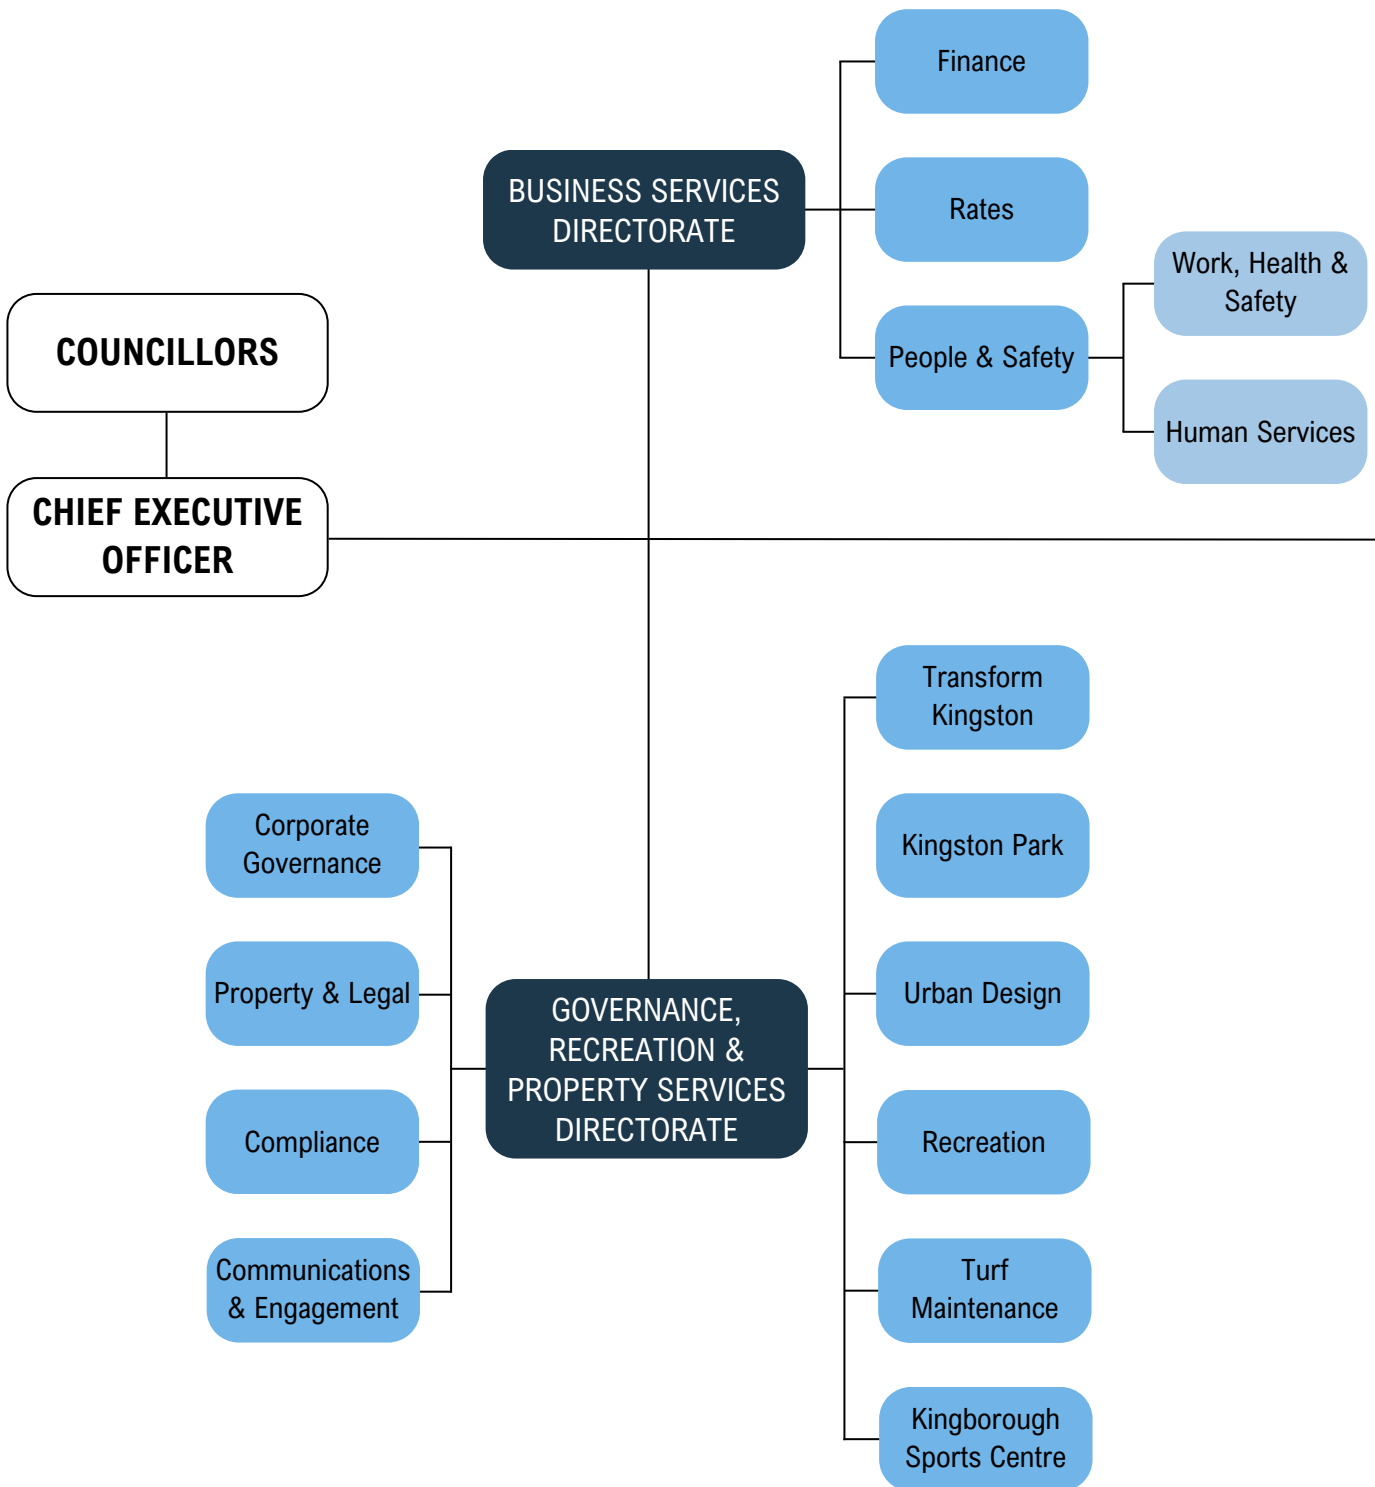 Finance
BUSINESS SERVICES
DIRECTORATE
Rates
Work, Health &
Safety
People & Safety
Human Services
COUNCILLORS
CHIEF EXECUTIVE
OFFICER
Transform
Kingston
Corporate
Governance
Kingston Park
Property & Legal
GOVERNANCE,
RECREATION &
PROPERTY SERVICES
DIRECTORATE
Urban Design
Compliance
Recreation
Communications
& Engagement
Turf
Maintenance
Kingborough
Sports Centre